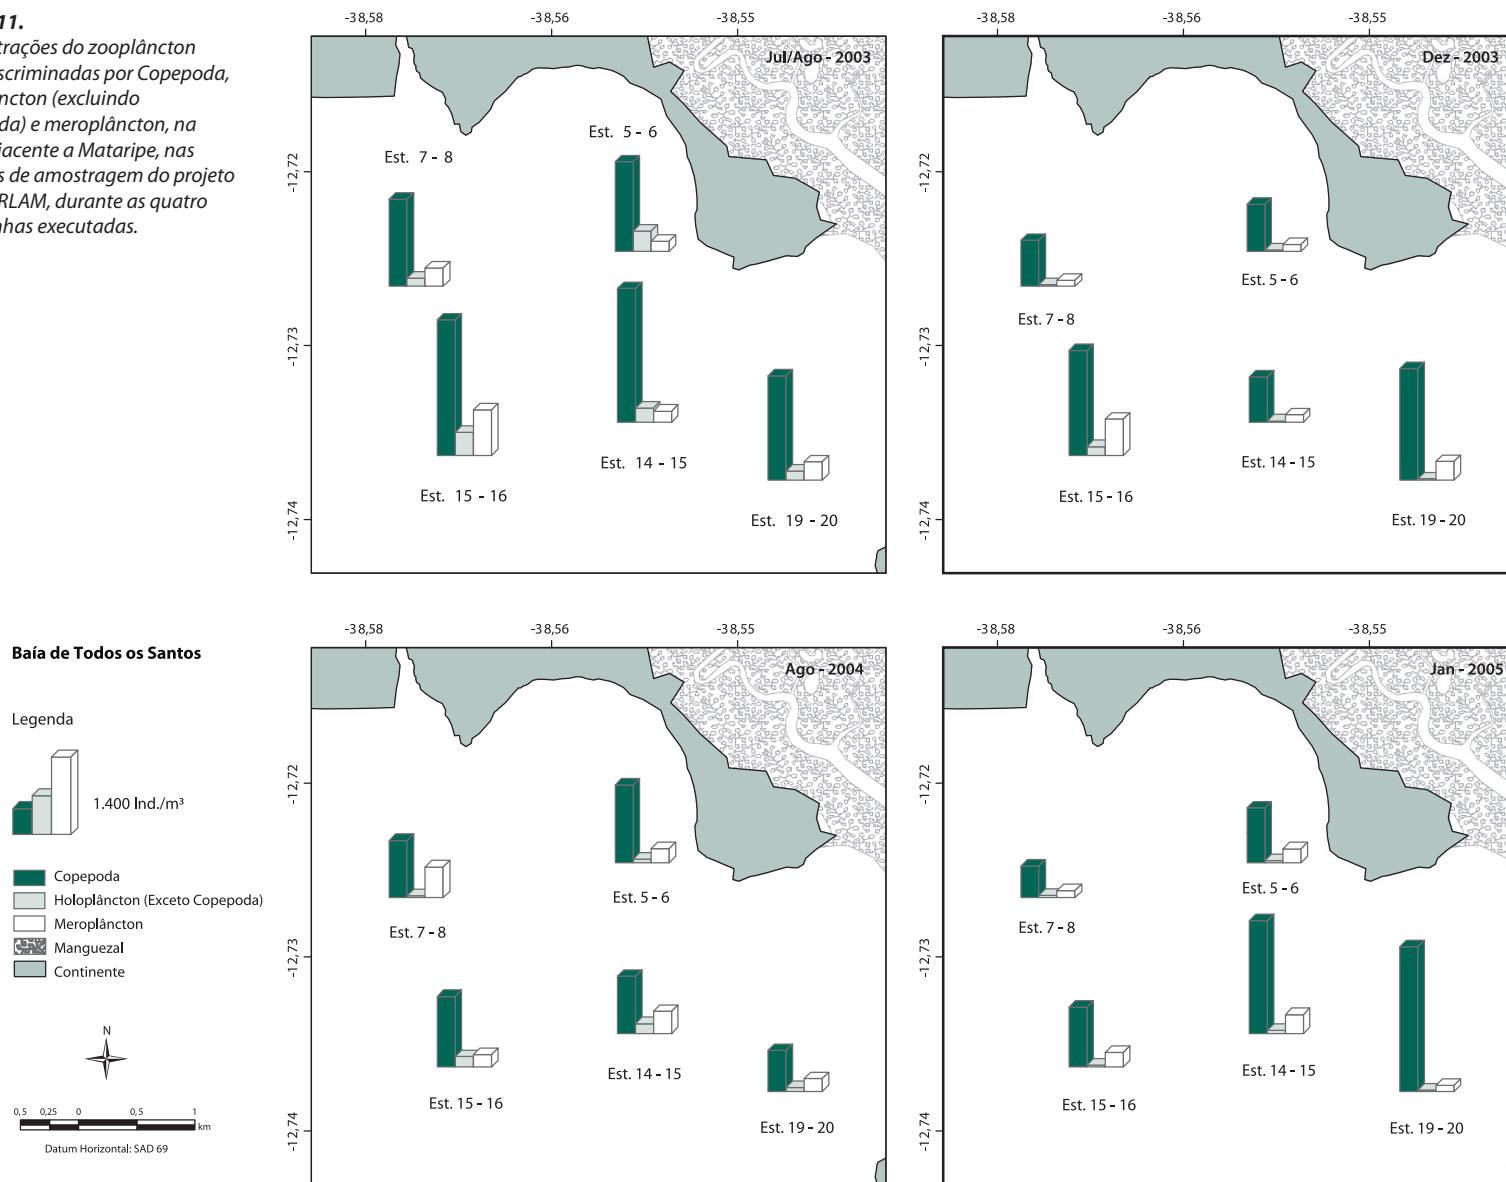 11.
trações do zooplâncton
scriminadas por Copepoda,
ncton (excluindo
da) e meroplâncton, na
jacente a Mataripe, nas
s de amostragem do projeto
RLAM, durante as quatro
nhas executadas.
-38,58 -38,56 -38,55
Jul/Ago - 2003
-12,72
-12,73
-12,74
Est. 7 - 8
Est. 5 - 6
Est. 15 - 16
Est. 14 - 15
Est. 19 - 20
-38,58 -38,56 -38,55
Dez - 2003
-12,72
-12,73
-12,74
Est. 5 - 6
Est. 7 - 8
Est. 14 - 15
Est. 15 - 16
Est. 19 - 20
Baía de Todos os Santos
Legenda
1.400 Ind./m³
Copepoda
Holoplâncton (Exceto Copepoda)
Meroplâncton
Manguezal
Continente
N
0,5 0,25 0 0,5 1
km
Datum Horizontal: SAD 69
-38,58 -38,56 -38,55
Ago - 2004
-12,72
-12,73
-12,74
Est. 5 - 6
Est. 7 - 8
Est. 14 - 15
Est. 15 - 16
Est. 19 - 20
-38,58 -38,56 -38,55
Jan - 2005
-12,72
-12,73
-12,74
Est. 5 - 6
Est. 7 - 8
Est. 14 - 15
Est. 15 - 16
Est. 19 - 20